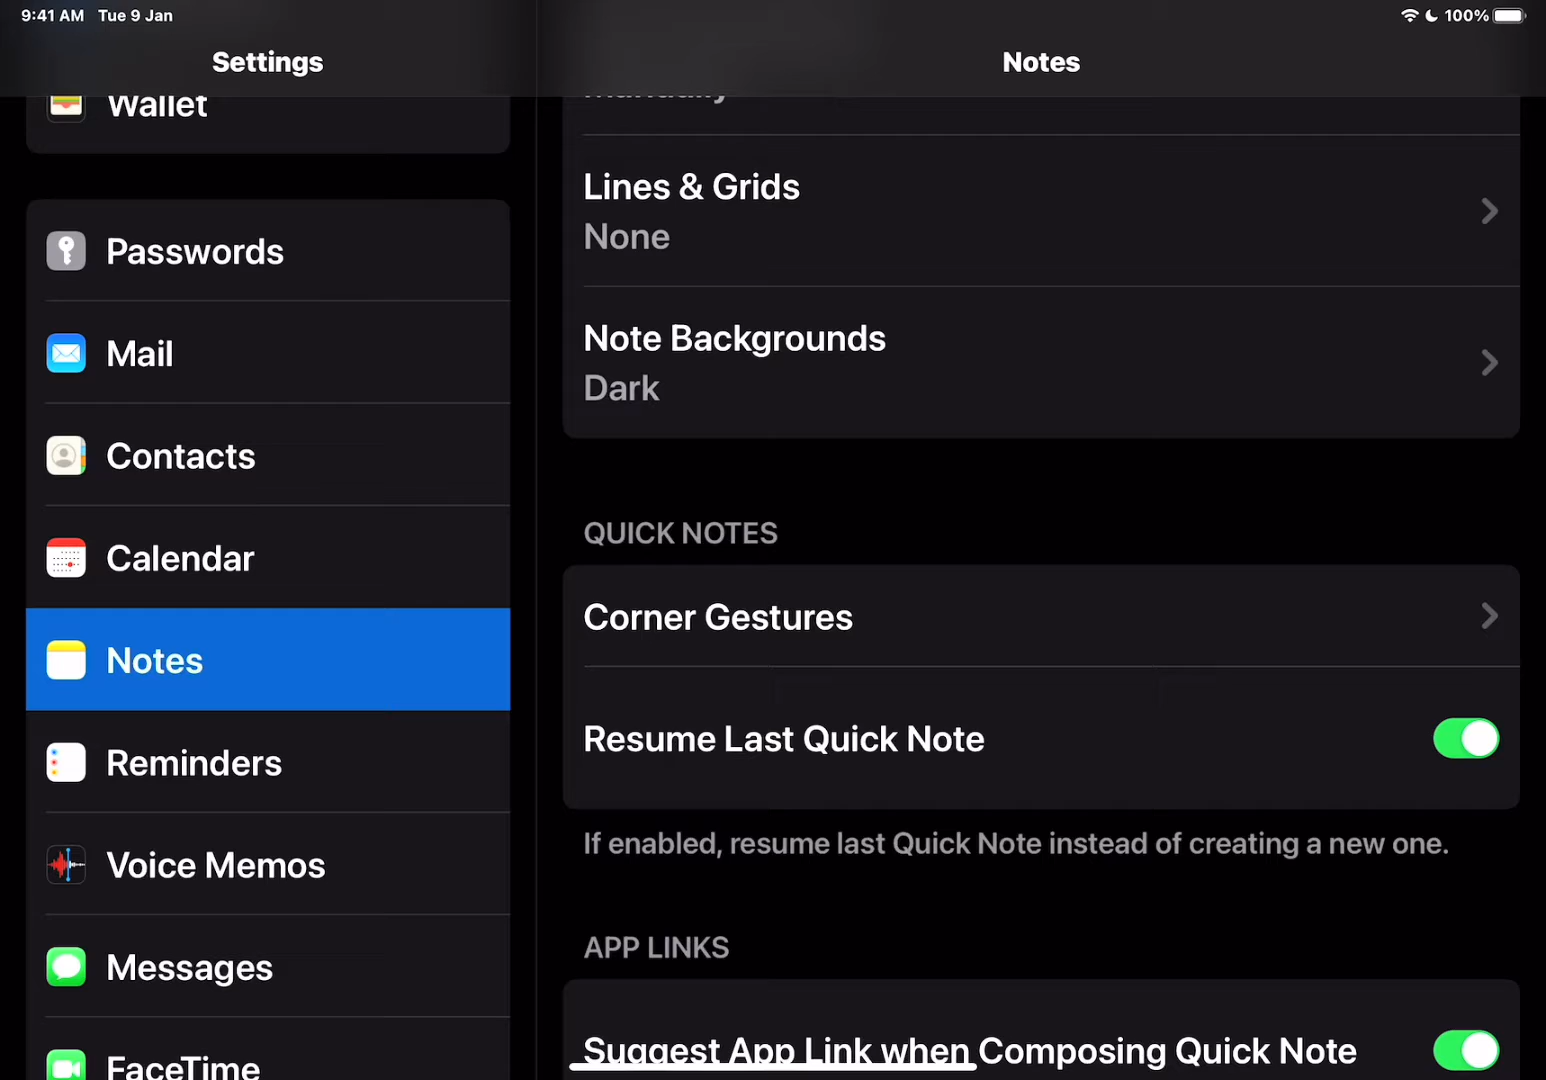 9:41 AM Tue 9 Jan
100%
Settings
Wallet
Passwords
Mail
Contacts
Calendar
Notes
Reminders
Voice Memos
Messages
FaceTime
Notes
Manually
Lines & Grids
None
Note Backgrounds
Dark
QUICK NOTES
Corner Gestures
Resume Last Quick Note
If enabled, resume last Quick Note instead of creating a new one.
APP LINKS
Suggest App Link when Composing Quick Note